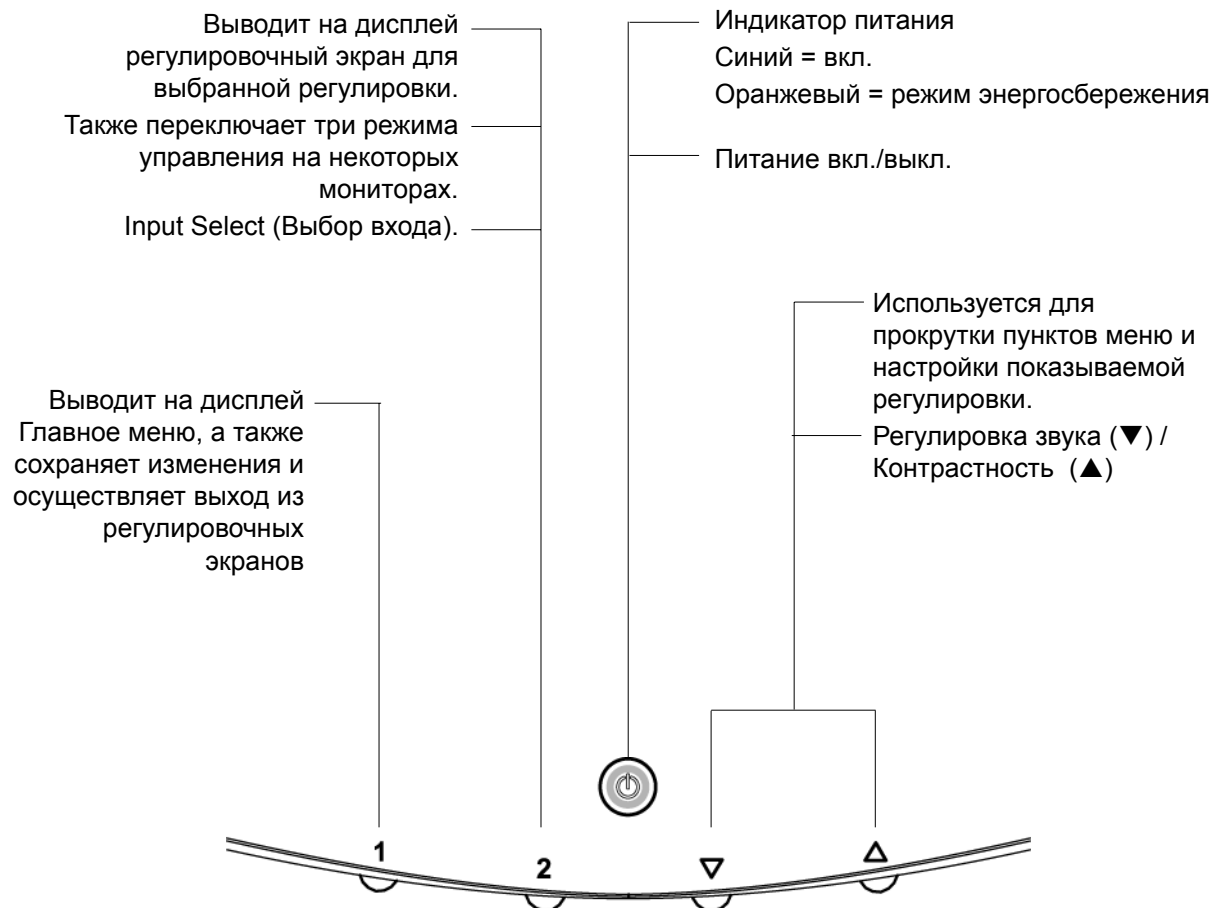 Выводит на дисплей
регулировочный экран для
выбранной регулировки.
Также переключает три режима
управления на некоторых
мониторах.
Input Select (Выбор входа).
Индикатор питания
Синий = вкл.
Оранжевый = режим энергосбережения
Питание вкл./выкл.
Используется для
прокрутки пунктов меню и
настройки показываемой
регулировки.
Регулировка звука (▼) /
Контрастность (▲)
Выводит на дисплей
Главное меню, а также
сохраняет изменения и
осуществляет выход из
регулировочных
экранов
1
2